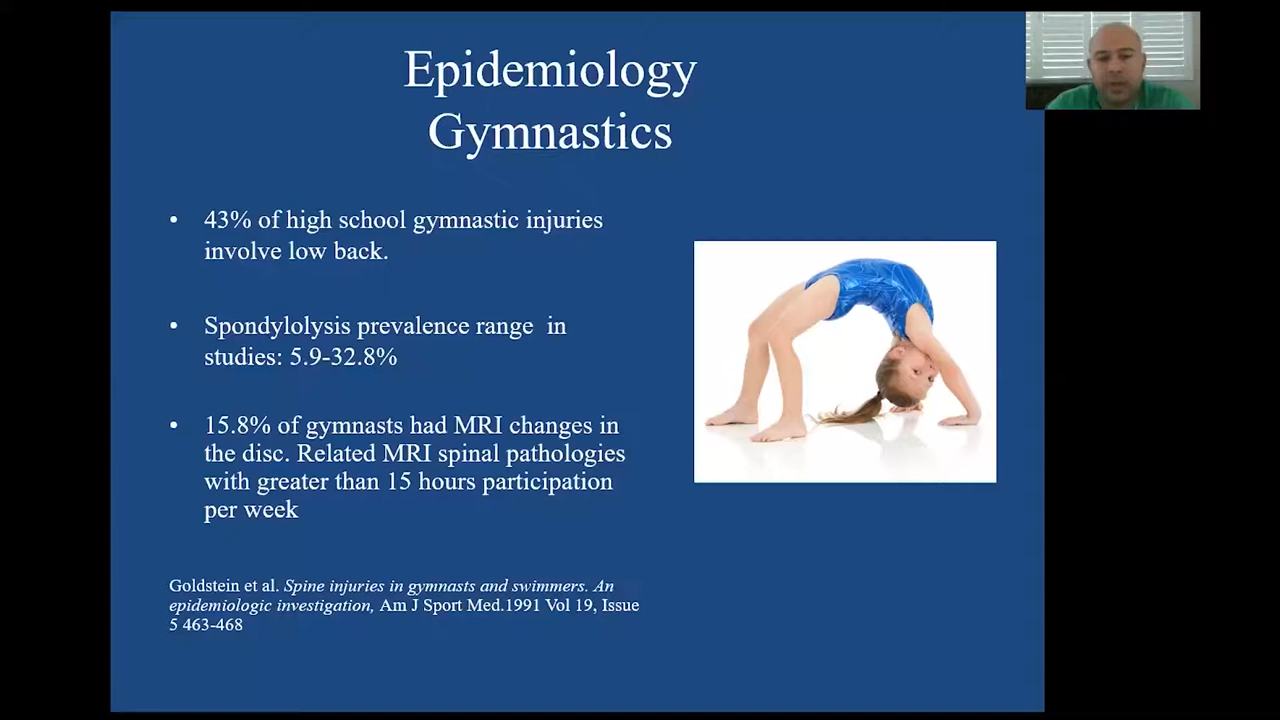 Epidemiology
Gymnastics
• 43% of high school gymnastic injuries
involve low back.
• Spondylolysis prevalence range in
studies: 5.9-32.8%
• 15.8% of gymnasts had MRI changes in
the disc. Related MRI spinal pathologies
with greater than 15 hours participation
per week
Goldstein et al. Spine injuries in gymnasts and swimmers. An
epidemiologic investigation, Am J Sport Med.1991 Vol 19, Issue
5 463-468